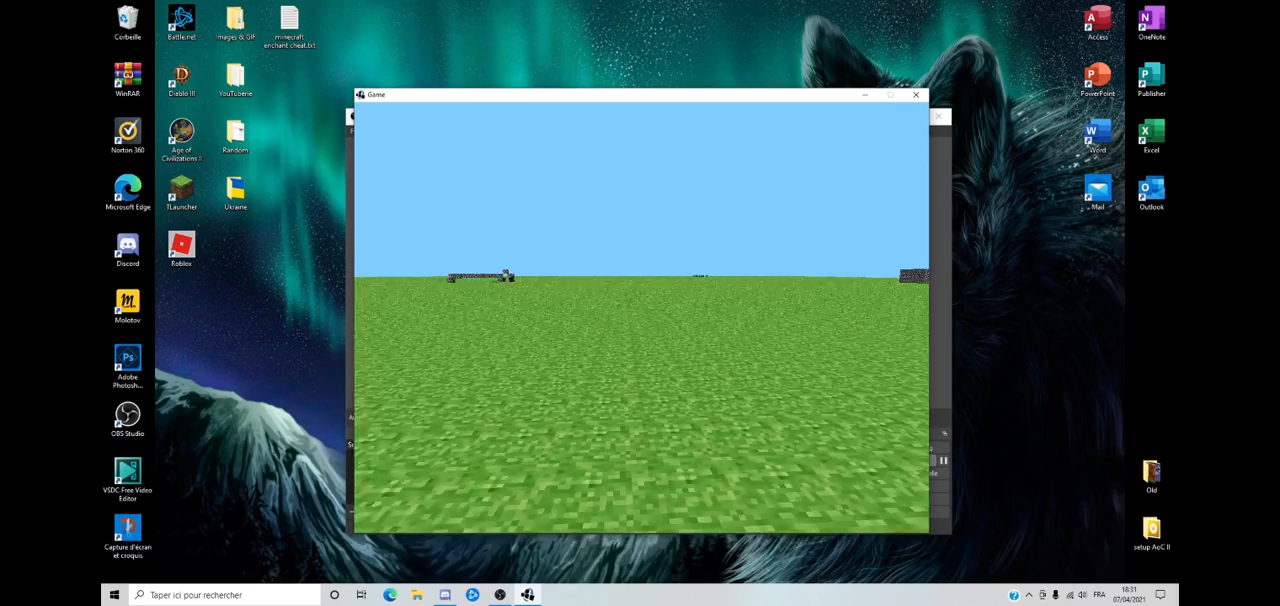 Corbeille
Battle.net
Images & GIF
minecraft
enchant cheat.txt
Access
OneNote
WinRAR
Diablo III
YouTuberie
PowerPoint
Publisher
Game
Norton 360
Age of
Civilizations II
Random
Word
Excel
Microsoft Edge
TLauncher
Ukraine
Mail
Outlook
Discord
Roblox
Molotov
Adobe
Photosh...
OBS Studio
VSDC Free Video
Editor
Old
Capture d'écran
et croquis
setup AoC II
Taper ici pour rechercher
FRA
18:31
07/04/2021